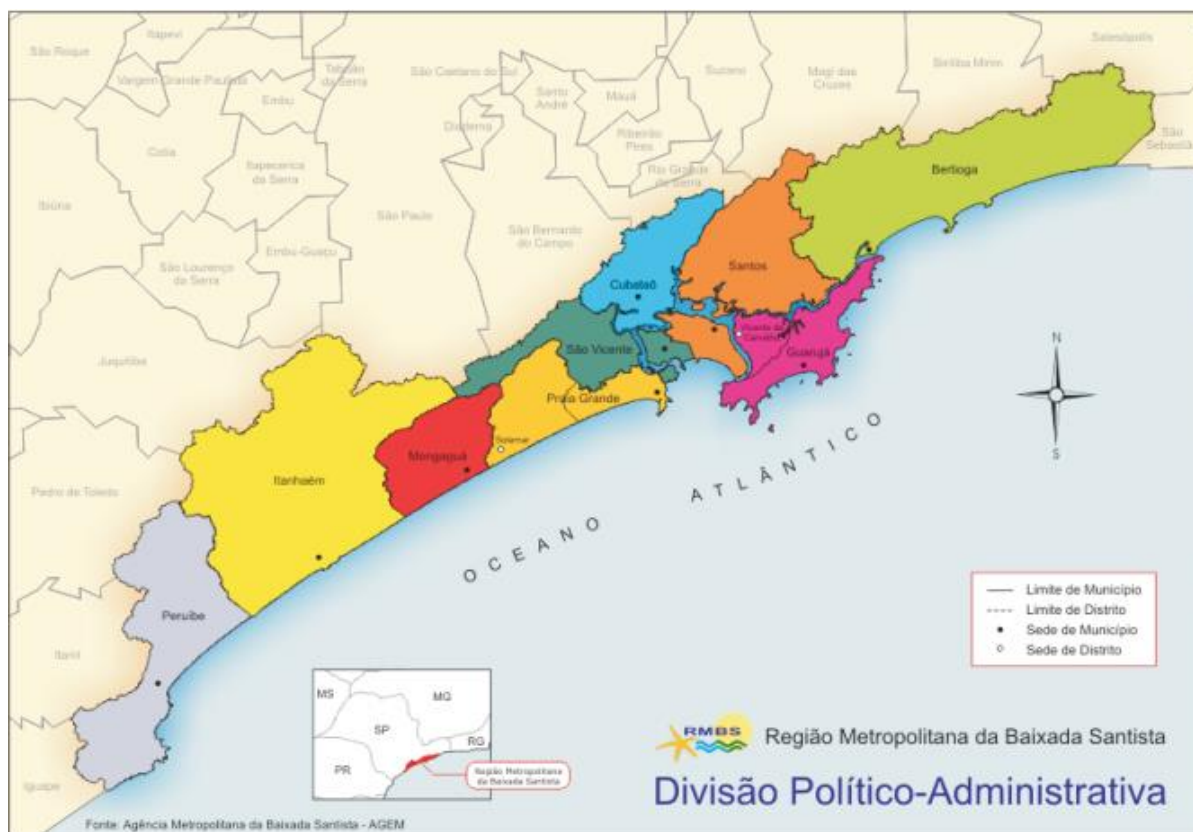 Itapevi
São Roque
Vargem Grande Paulista
Taboão
da Serra
Embu
Cotia
Itapecerica
da Serra
Ibiúna
Embu-Guaçu
São Lourenço
da Serra
Juquitiba
São Paulo
São Caetano do Sul
Diadema
Santo
André
Mauá
Ribeirão
Pires
Rio Grande
da Serra
São Bernardo
do Campo
Suzano
Mogi das
Cruzes
Biritiba Mirim
Salesópolis
São
Sebastião
Bertioga
Santos
Cubataõ
Vicente de
Carvalho
Guarujá
São Vicente
Praia Grande
Solemar
Mongaguá
Itanhaém
Pedro de Toledo
Peruíbe
Itariri
Iguape
OCEANO ATLÂNTICO
N
S
Limite de Município
Limite de Distrito
Sede de Município
Sede de Distrito
MS
MG
SP
RG
PR
Região Metropolitana
da Baixada Santista
RMBS
Região Metropolitana da Baixada Santista
Divisão Político-Administrativa
Fonte: Agência Metropolitana da Baixada Santista - AGEM